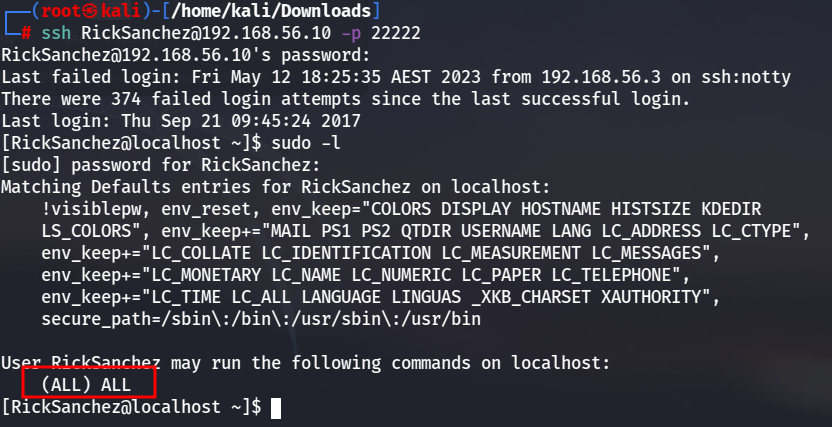 ┌──(root㉿kali)-[/home/kali/Downloads]
└─# ssh RickSanchez@192.168.56.10 -p 22222
RickSanchez@192.168.56.10's password:
Last failed login: Fri May 12 18:25:35 AEST 2023 from 192.168.56.3 on ssh:notty
There were 374 failed login attempts since the last successful login.
Last login: Thu Sep 21 09:45:24 2017
[RickSanchez@localhost ~]$ sudo -l
[sudo] password for RickSanchez:
Matching Defaults entries for RickSanchez on localhost:
    !visiblepw, env_reset, env_keep="COLORS DISPLAY HOSTNAME HISTSIZE KDEDIR
    LS_COLORS", env_keep+="MAIL PS1 PS2 QTDIR USERNAME LANG LC_ADDRESS LC_CTYPE",
    env_keep+="LC_COLLATE LC_IDENTIFICATION LC_MEASUREMENT LC_MESSAGES",
    env_keep+="LC_MONETARY LC_NAME LC_NUMERIC LC_PAPER LC_TELEPHONE",
    env_keep+="LC_TIME LC_ALL LANGUAGE LINGUAS _XKB_CHARSET XAUTHORITY",
    secure_path=/sbin\:/bin\:/usr/sbin\:/usr/bin

User RickSanchez may run the following commands on localhost:
    (ALL) ALL
[RickSanchez@localhost ~]$